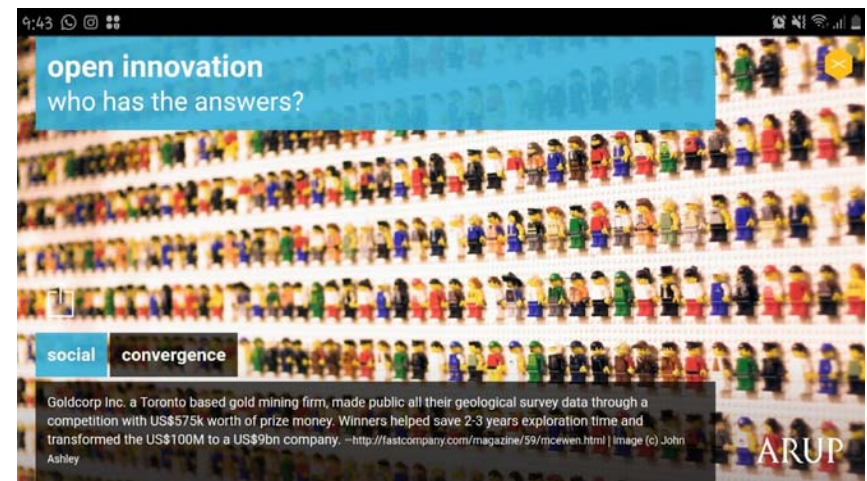 9:43
open innovation
who has the answers?
social convergence
Goldcorp Inc. a Toronto based gold mining firm, made public all their geological survey data through a
competition with US$575k worth of prize money. Winners helped save 2-3 years exploration time and
transformed the US$100M to a US$9bn company. —http://fastcompany.com/magazine/59/mcewen.html | image (c) John
Ashley
ARUP